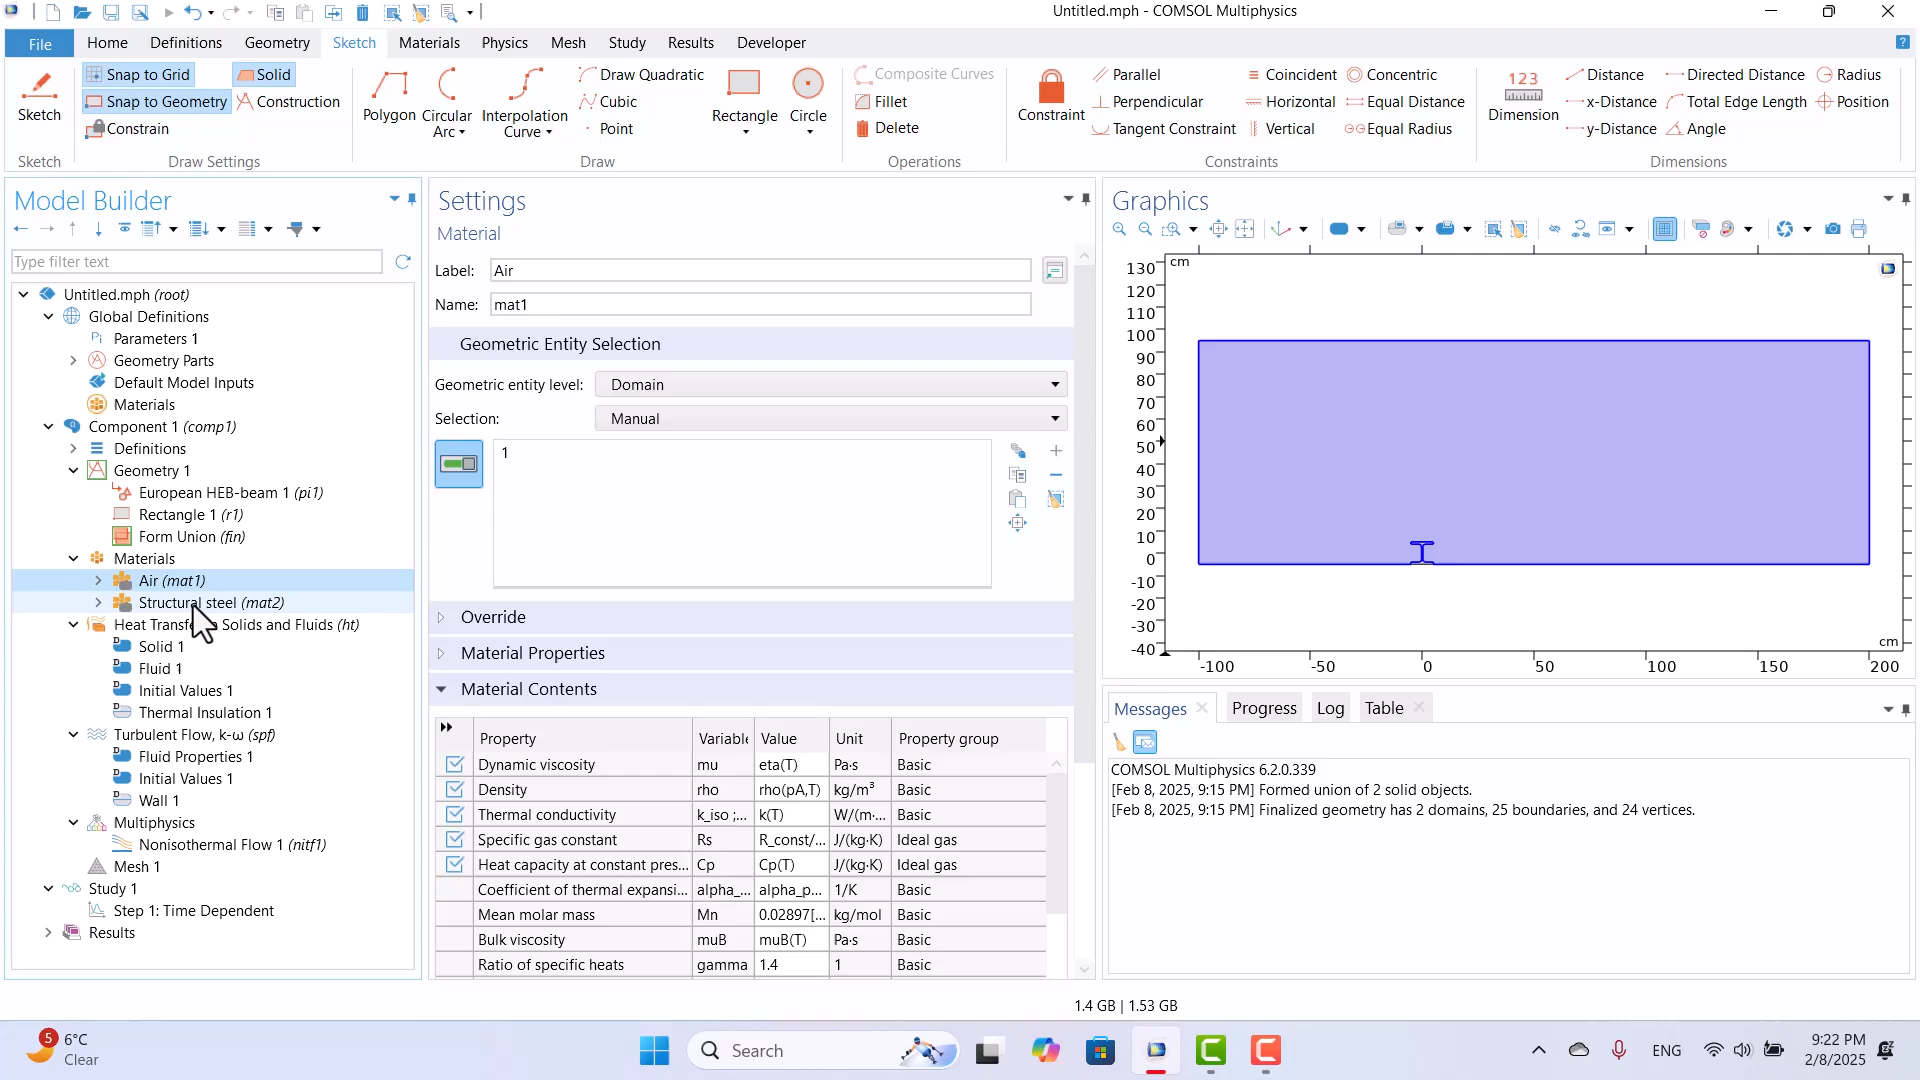 Untitled.mph - COMSOL Multiphysics
File
Home
Definitions
Geometry
Sketch
Materials
Physics
Mesh
Study
Results
Developer
Sketch
Snap to Grid
Solid
Snap to Geometry
Construction
Constrain
Polygon
Circular
Arc
Interpolation
Curve
Draw Quadratic
Cubic
Point
Rectangle
Circle
Composite Curves
Fillet
Delete
Constraint
Parallel
Perpendicular
Tangent Constraint
Coincident
Horizontal
Vertical
Concentric
Equal Distance
Equal Radius
123
Dimension
Distance
x-Distance
y-Distance
Directed Distance
Total Edge Length
Angle
Radius
Position
Sketch
Draw Settings
Draw
Operations
Constraints
Dimensions
Model Builder
Type filter text
Untitled.mph (root)
Global Definitions
Pi
Parameters 1
Geometry Parts
Default Model Inputs
Materials
Component 1 (comp1)
Definitions
Geometry 1
European HEB-beam 1 (pi1)
Rectangle 1 (r1)
Form Union (fin)
Materials
Air (mat1)
Structural steel (mat2)
Solids and Fluids (ht)
Solid 1
Fluid 1
Initial Values 1
Thermal Insulation 1
Turbulent Flow, k-ω (spf)
Fluid Properties 1
Initial Values 1
Wall 1
Multiphysics
Nonisothermal Flow 1 (nitf1)
Mesh 1
Study 1
Step 1: Time Dependent
Results
Settings
Material
Label:
Air
Name:
mat1
Geometric Entity Selection
Geometric entity level:
Domain
Selection:
Manual
1
Override
Material Properties
Material Contents
Property Variable Value Unit Property group
Dynamic viscosity mu eta(T) Pa·s Basic
Density rho rho(pA,T) kg/m³ Basic
Thermal conductivity k_iso ;... k(T) W/(m·... Basic
Specific gas constant Rs R_const/... J/(kg·K) Ideal gas
Heat capacity at constant pres... Cp Cp(T) J/(kg·K) Ideal gas
Coefficient of thermal expansi... alpha_... alpha_p... 1/K Basic
Mean molar mass Mn 0.02897[... kg/mol Basic
Bulk viscosity muB muB(T) Pa·s Basic
Ratio of specific heats gamma 1.4 1 Basic
Graphics
cm
130
120
110
100
90
80
70
60
50
40
30
20
10
0
-10
-20
-30
-40
cm
-100
-50
0
50
100
150
200
Messages
Progress
Log
Table
COMSOL Multiphysics 6.2.0.339
[Feb 8, 2025, 9:15 PM] Formed union of 2 solid objects.
[Feb 8, 2025, 9:15 PM] Finalized geometry has 2 domains, 25 boundaries, and 24 vertices.
1.4 GB | 1.53 GB
5
6°C
Clear
Search
ENG
9:22 PM
2/8/2025